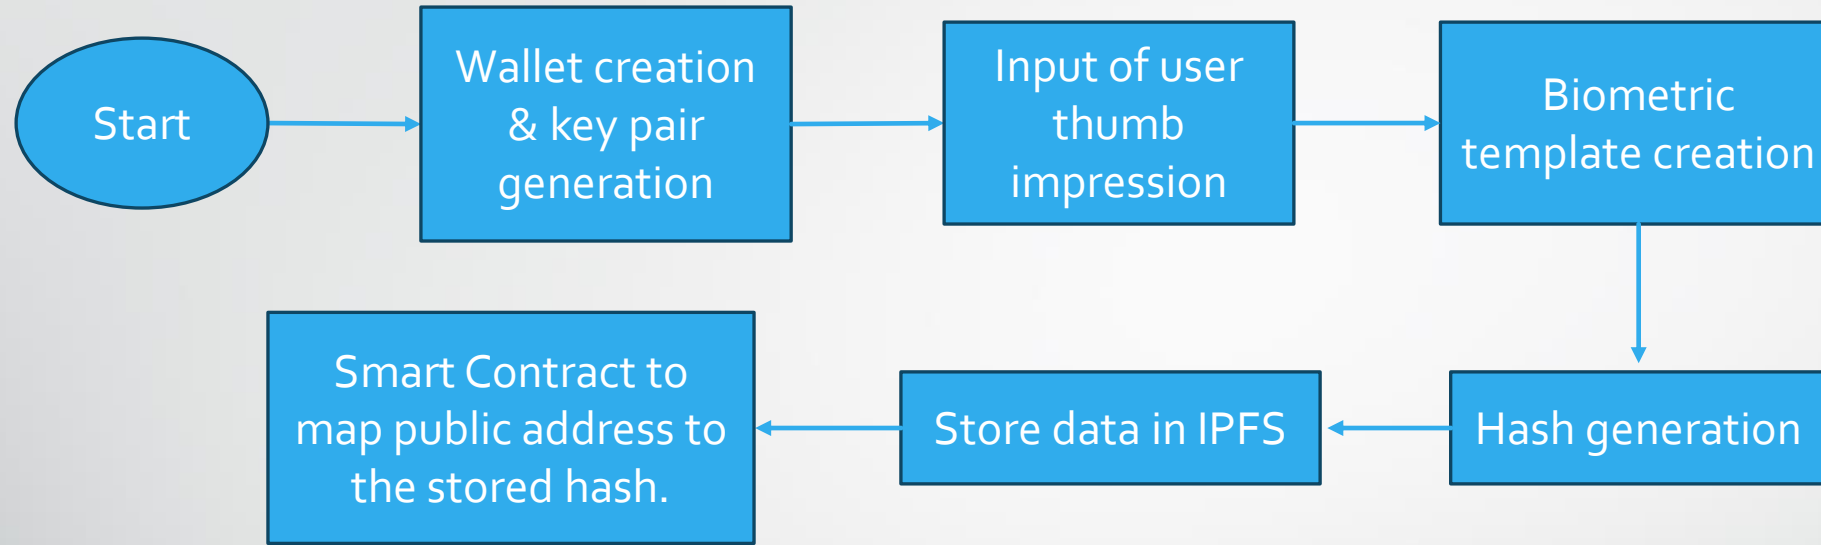 Start
Wallet creation
& key pair
generation
Input of user
thumb
impression
Biometric
template creation
Hash generation
Store data in IPFS
Smart Contract to
map public address to
the stored hash.